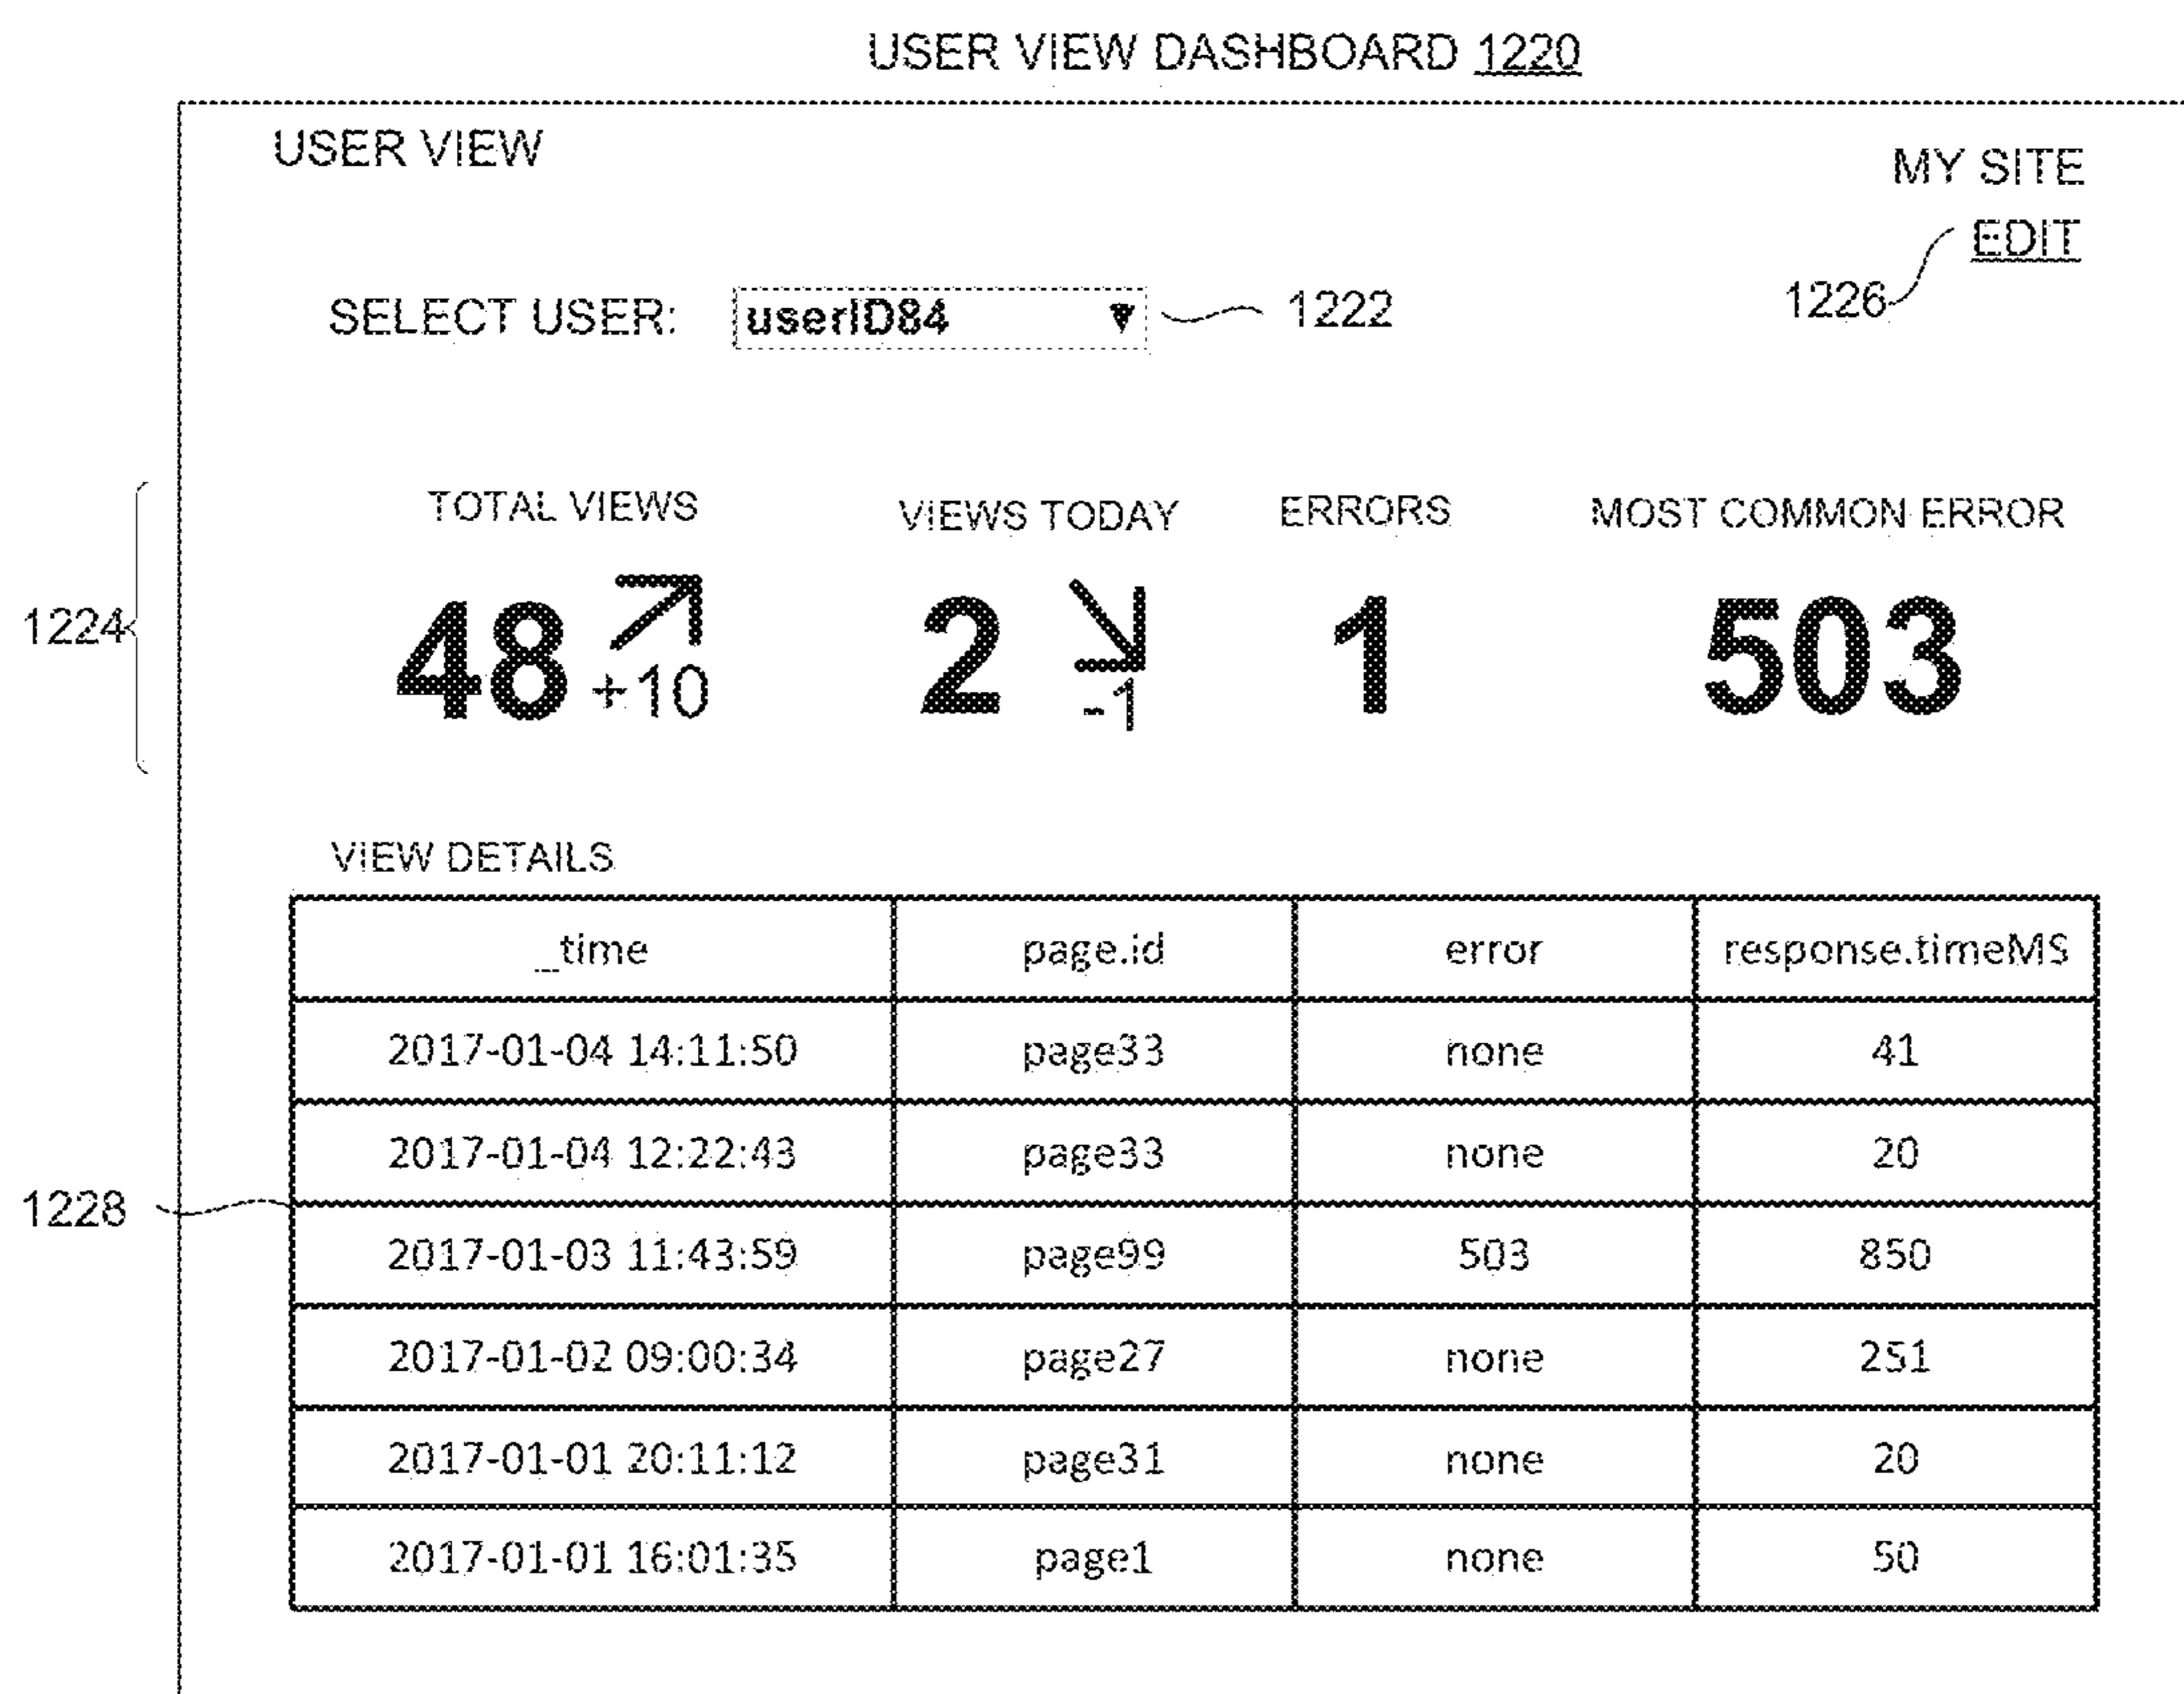 USER VIEW DASHBOARD 1220
USER VIEW
MY SITE
EDIT
1226
SELECT USER: userID84 ▼ 1222
TOTAL VIEWS VIEWS TODAY ERRORS MOST COMMON ERROR
1224
48 +10 2 -1 1 503
VIEW DETAILS
_time page.id error response.timeMS
2017-01-04 14:11:50 page33 none 41
2017-01-04 12:22:43 page33 none 20
1228
2017-01-03 11:43:59 page99 503 850
2017-01-02 09:00:34 page27 none 251
2017-01-01 20:11:12 page31 none 20
2017-01-01 16:01:35 page1 none 50